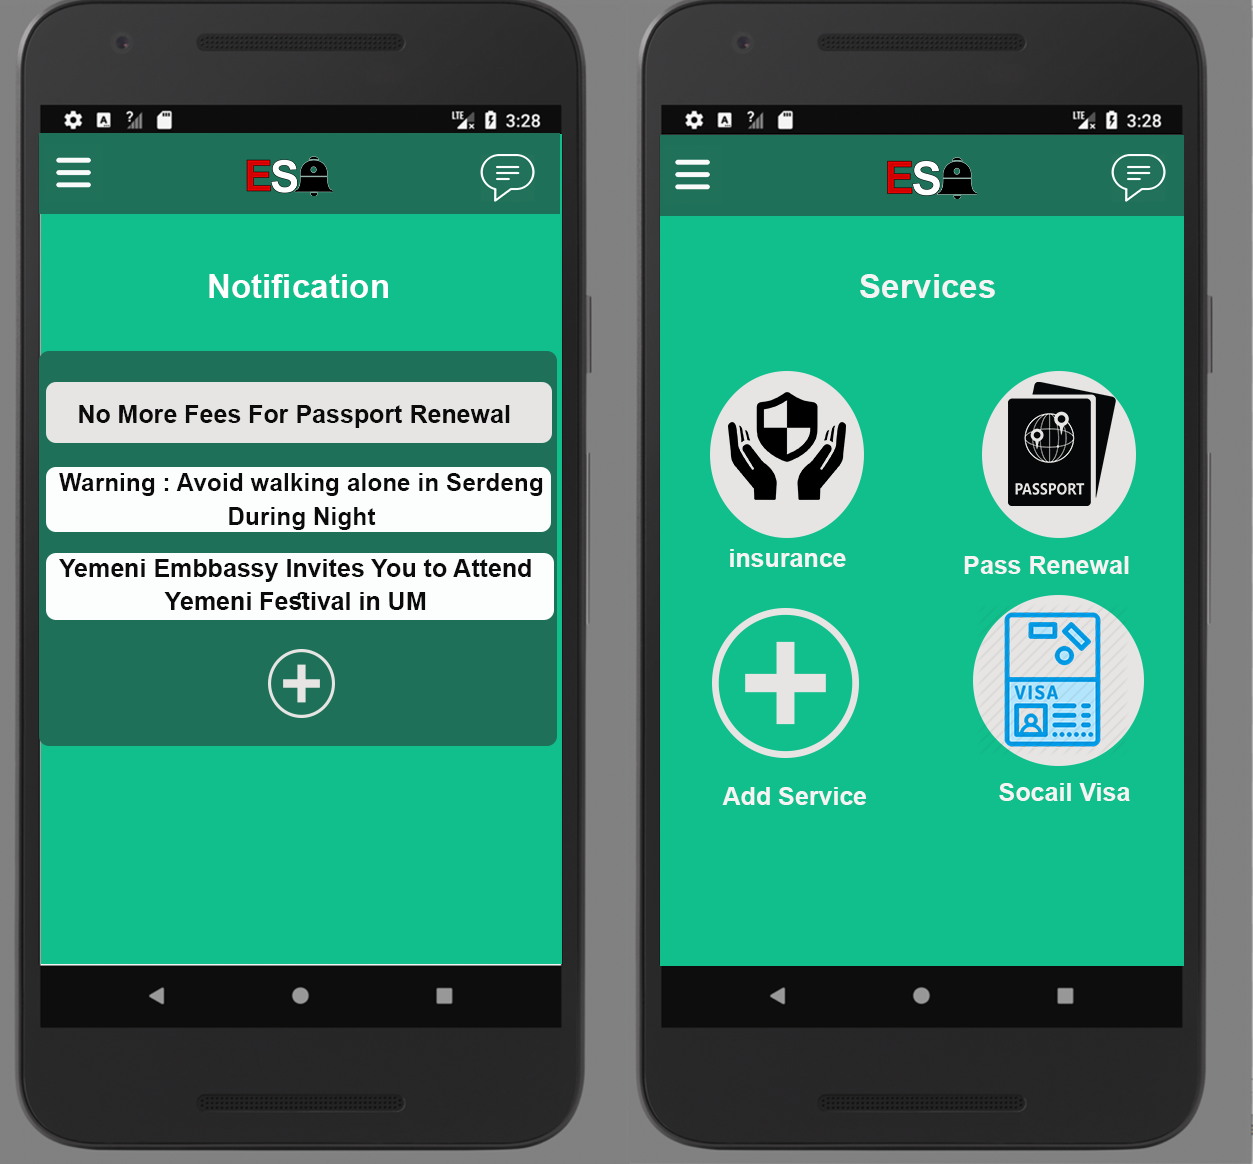 LTE 3:28
ES
Notification
No More Fees For Passport Renewal
Warning : Avoid walking alone in Serdeng
During Night
Yemeni Embbassy Invites You to Attend
Yemeni Festival in UM
LTE 3:28
ES
Services
PASSPORT
insurance
Pass Renewal
VISA
Add Service
Socail Visa